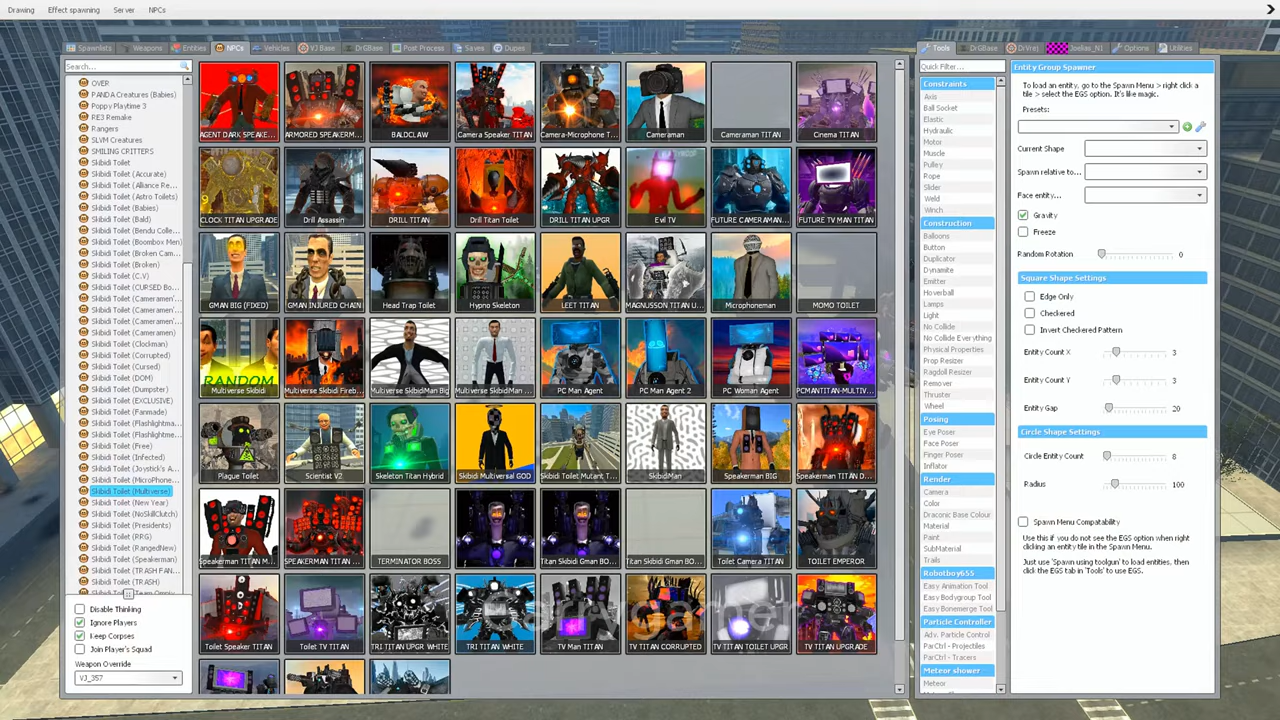 Drawing Effect spawning Server NPCs
Spawnlists Weapons Entities NPCs Vehicles VJ Base DrGBase Post Process Saves Dupes
Search...
OVER
PANDA Creatures (Babies)
Poppy Playtime 3
RE3 Remake
Rangers
SLVM Creatures
SMILING CRITTERS
Skibidi Toilet
Skibidi Toilet (Accurate)
Skibidi Toilet (Alliance Re...
Skibidi Toilet (Astro Toilets)
Skibidi Toilet (Babies)
Skibidi Toilet (Bald)
Skibidi Toilet (Bendu Colle...
Skibidi Toilet (Boombox Men)
Skibidi Toilet (Broken Cam...
Skibidi Toilet (Broken)
Skibidi Toilet (C.V)
Skibidi Toilet (CURSED Bo...
Skibidi Toilet (Cameramen'...
Skibidi Toilet (Cameramen'...
Skibidi Toilet (Cameramen'...
Skibidi Toilet (Cameramen)
Skibidi Toilet (Clockman)
Skibidi Toilet (Corrupted)
Skibidi Toilet (Cursed)
Skibidi Toilet (DOM)
Skibidi Toilet (Dumpster)
Skibidi Toilet (EXCLUSIVE)
Skibidi Toilet (Fanmade)
Skibidi Toilet (Flashlightma...
Skibidi Toilet (Flashlightme...
Skibidi Toilet (Free)
Skibidi Toilet (Infected)
Skibidi Toilet (Joystick's A...
Skibidi Toilet (MicroPhone...
Skibidi Toilet (Multiverse)
Skibidi Toilet (New Year)
Skibidi Toilet (NoSkillClutch)
Skibidi Toilet (Presidents)
Skibidi Toilet (RRG)
Skibidi Toilet (RangedNew)
Skibidi Toilet (Speakerman)
Skibidi Toilet (TRASH FAN...
Skibidi Toilet (TRASH)
Disable Thinking
Ignore Players
Keep Corpses
Join Player's Squad
Weapon Override
VJ_357
AGENT DARK SPEAKE... ARMORED SPEAKERM... BALDCLAW Camera Speaker TITAN Camera-Microphone T... Cameraman Cameraman TITAN Cinema TITAN
CLOCK TITAN UPGRADE Drill Assassin DRILL TITAN Drill Titan Toilet DRILL TITAN UPGR Evil TV FUTURE CAMERAMAN... FUTURE TV MAN TITAN
GMAN BIG (FIXED) GMAN INJURED CHAIN Head Trap Toilet Hypno Skeleton LEET TITAN MAGNUSSON TITAN U... Microphoneman MOMO TOILET
RANDOM
Multiverse Skibidi Multiverse Skibidi Fireb... Multiverse SkibidiMan Big Multiverse SkibidiMan ... PC Man Agent PC Man Agent 2 PC Woman Agent PCMANTITAN-MULTIV...
Plague Toilet Scientist V2 Skeleton Titan Hybrid Skibidi Multiversal GOD Skibidi Toilet Mutant T... SkibidMan Speakerman BIG Speakerman TITAN D...
Speakerman TITAN M... SPEAKERMAN TITAN ... TERMINATOR BOSS Titan Skibidi Gman BO... Titan Skibidi Gman BO... Toilet Camera TITAN TOILET EMPEROR
Toilet Speaker TITAN Toilet TV TITAN TRI TITAN UPGR WHITE TRI TITAN WHITE TV Man TITAN TV TITAN CORRUPTED TV TITAN TOILET UPGR TV TITAN UPGRADE
Tools DrGBase DrVrej Joelias_N1 Options Utilities
Quick Filter...
Constraints
Axis
Ball Socket
Elastic
Hydraulic
Motor
Muscle
Pulley
Rope
Slider
Weld
Winch
Construction
Balloons
Button
Duplicator
Dynamite
Emitter
Hoverball
Lamps
Light
No Collide
No Collide Everything
Physical Properties
Prop Resizer
Ragdoll Resizer
Remover
Thruster
Wheel
Posing
Eye Poser
Face Poser
Finger Poser
Inflator
Render
Camera
Color
Draconic Base Colour
Material
Paint
SubMaterial
Trails
Robotboy655
Easy Animation Tool
Easy Bodygroup Tool
Easy Bonemerge Tool
Particle Controller
Adv. Particle Control
ParCtrl - Projectiles
ParCtrl - Tracers
Meteor shower
Meteor
Entity Group Spawner
To load an entity, go to the Spawn Menu > right click a
tile > select the EGS option. It's like magic.
Presets:
Current Shape
Spawn relative to...
Face entity...
Gravity
Freeze
Random Rotation 0
Square Shape Settings
Edge Only
Checkered
Invert Checkered Pattern
Entity Count X 3
Entity Count Y 3
Entity Gap 20
Circle Shape Settings
Circle Entity Count 8
Radius 100
Spawn Menu Compatability
Use this if you do not see the EGS option when right
clicking an entity tile in the Spawn Menu.
Just use 'Spawn using toolgun' to load entities, then
click the EGS tab in 'Tools' to use EGS.